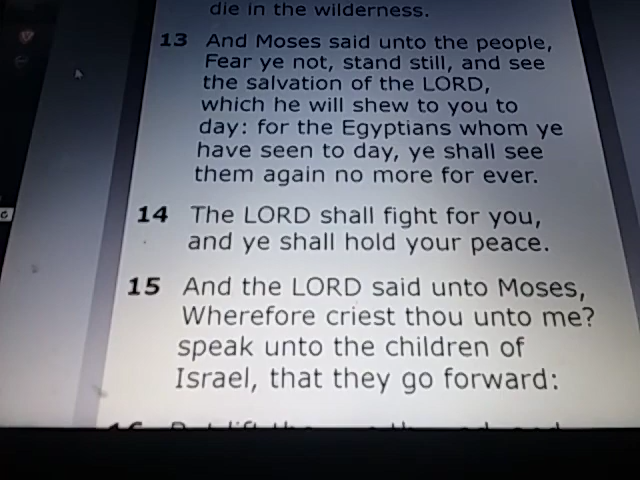 die in the wilderness.
13 And Moses said unto the people,
Fear ye not, stand still, and see
the salvation of the LORD,
which he will shew to you to
day: for the Egyptians whom ye
have seen to day, ye shall see
them again no more for ever.
14 The LORD shall fight for you,
and ye shall hold your peace.
15 And the LORD said unto Moses,
Wherefore criest thou unto me?
speak unto the children of
Israel, that they go forward: